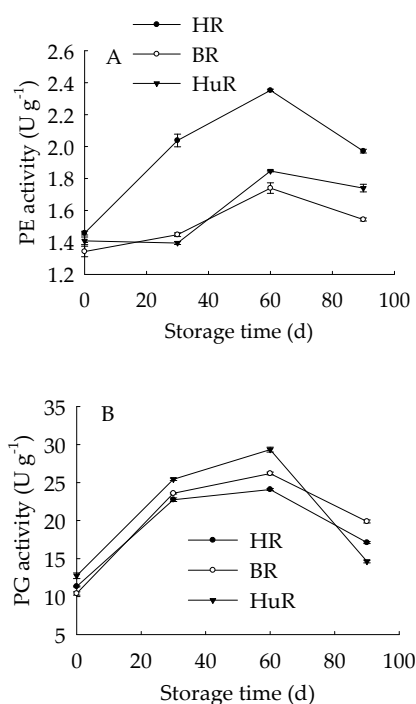 HR
BR
HuR
A
PE activity (U g-1)
2.6
2.4
2.2
2.0
1.8
1.6
1.4
1.2
0 20 40 60 80 100
Storage time (d)
B
PG activity (U g-1)
35
30
25
20
15
10
5
HR
BR
HuR
0 20 40 60 80 100
Storage time (d)